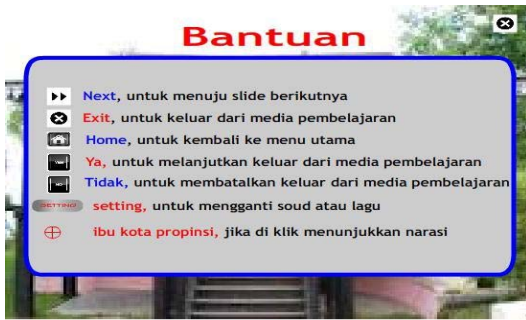 Bantuan
Next, untuk menuju slide berikutnya
Exit, untuk keluar dari media pembelajaran
Home, untuk kembali ke menu utama
Ya, untuk melanjutkan keluar dari media pembelajaran
Tidak, untuk membatalkan keluar dari media pembelajaran
SETTING setting, untuk mengganti soud atau lagu
ibu kota propinsi, jika di klik menunjukkan narasi